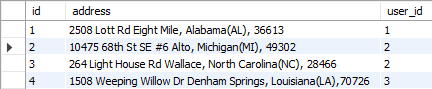 id address user_id
1 2508 Lott Rd Eight Mile, Alabama(AL), 36613 1
2 10475 68th St SE #6 Alto, Michigan(MI), 49302 2
3 264 Light House Rd Wallace, North Carolina(NC), 28466 2
4 1508 Weeping Willow Dr Denham Springs, Louisiana(LA),70726 3